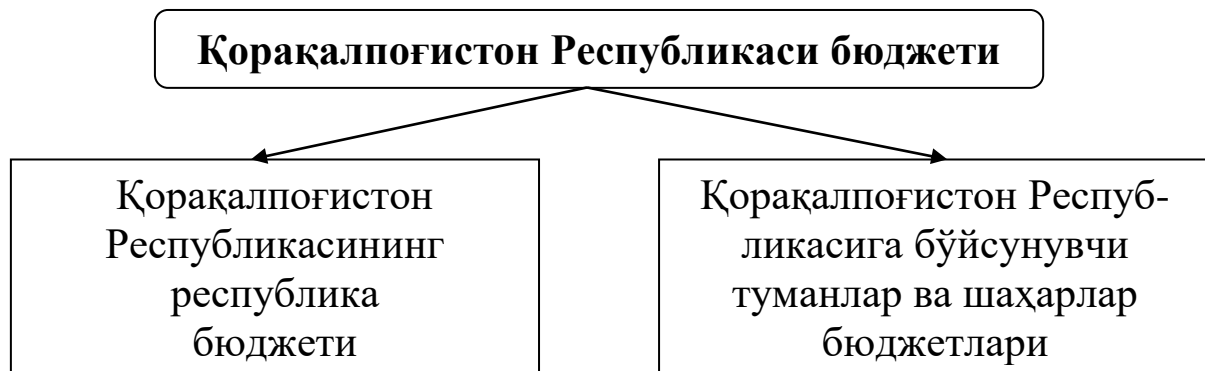 Қорақалпоғистон Республикаси бюджети
Қорақалпоғистон
Республикасининг
республика
бюджети
Қорақалпоғистон Респуб-
ликасига бўйсунувчи
туманлар ва шаҳарлар
бюджетлари